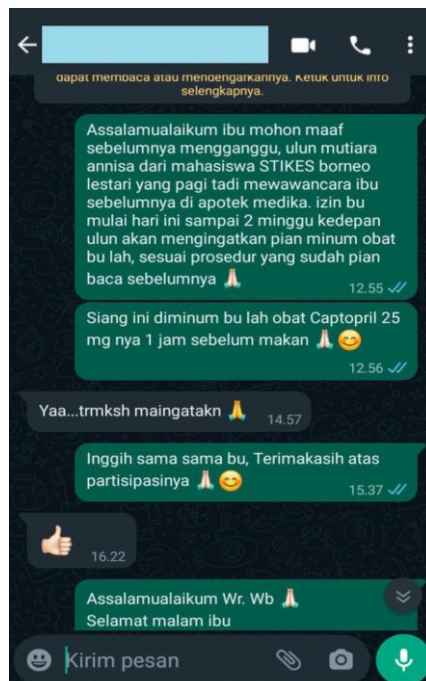 dapat membaca atau mendengarkannya. Ketuk untuk info
selengkapnya.
Assalamualaikum ibu mohon maaf
sebelumnya mengganggu, ulun mutiara
annisa dari mahasiswa STIKES borneo
lestari yang pagi tadi mewawancara ibu
sebelumnya di apotek medika. izin bu
mulai hari ini sampai 2 minggu kedepan
ulun akan mengingatkan pian minum obat
bu lah, sesuai prosedur yang sudah pian
baca sebelumnya 🙏🏻
12.55
Siang ini diminum bu lah obat Captopril 25
mg nya 1 jam sebelum makan 🙏🏻😊
12.56
Yaa...trmksh maingatakn 🙏
14.57
Inggih sama sama bu, Terimakasih atas
partisipasinya 🙏🏻😊
15.37
👍🏻
16.22
Assalamualaikum Wr. Wb 🙏🏻
Selamat malam ibu
Kirim pesan